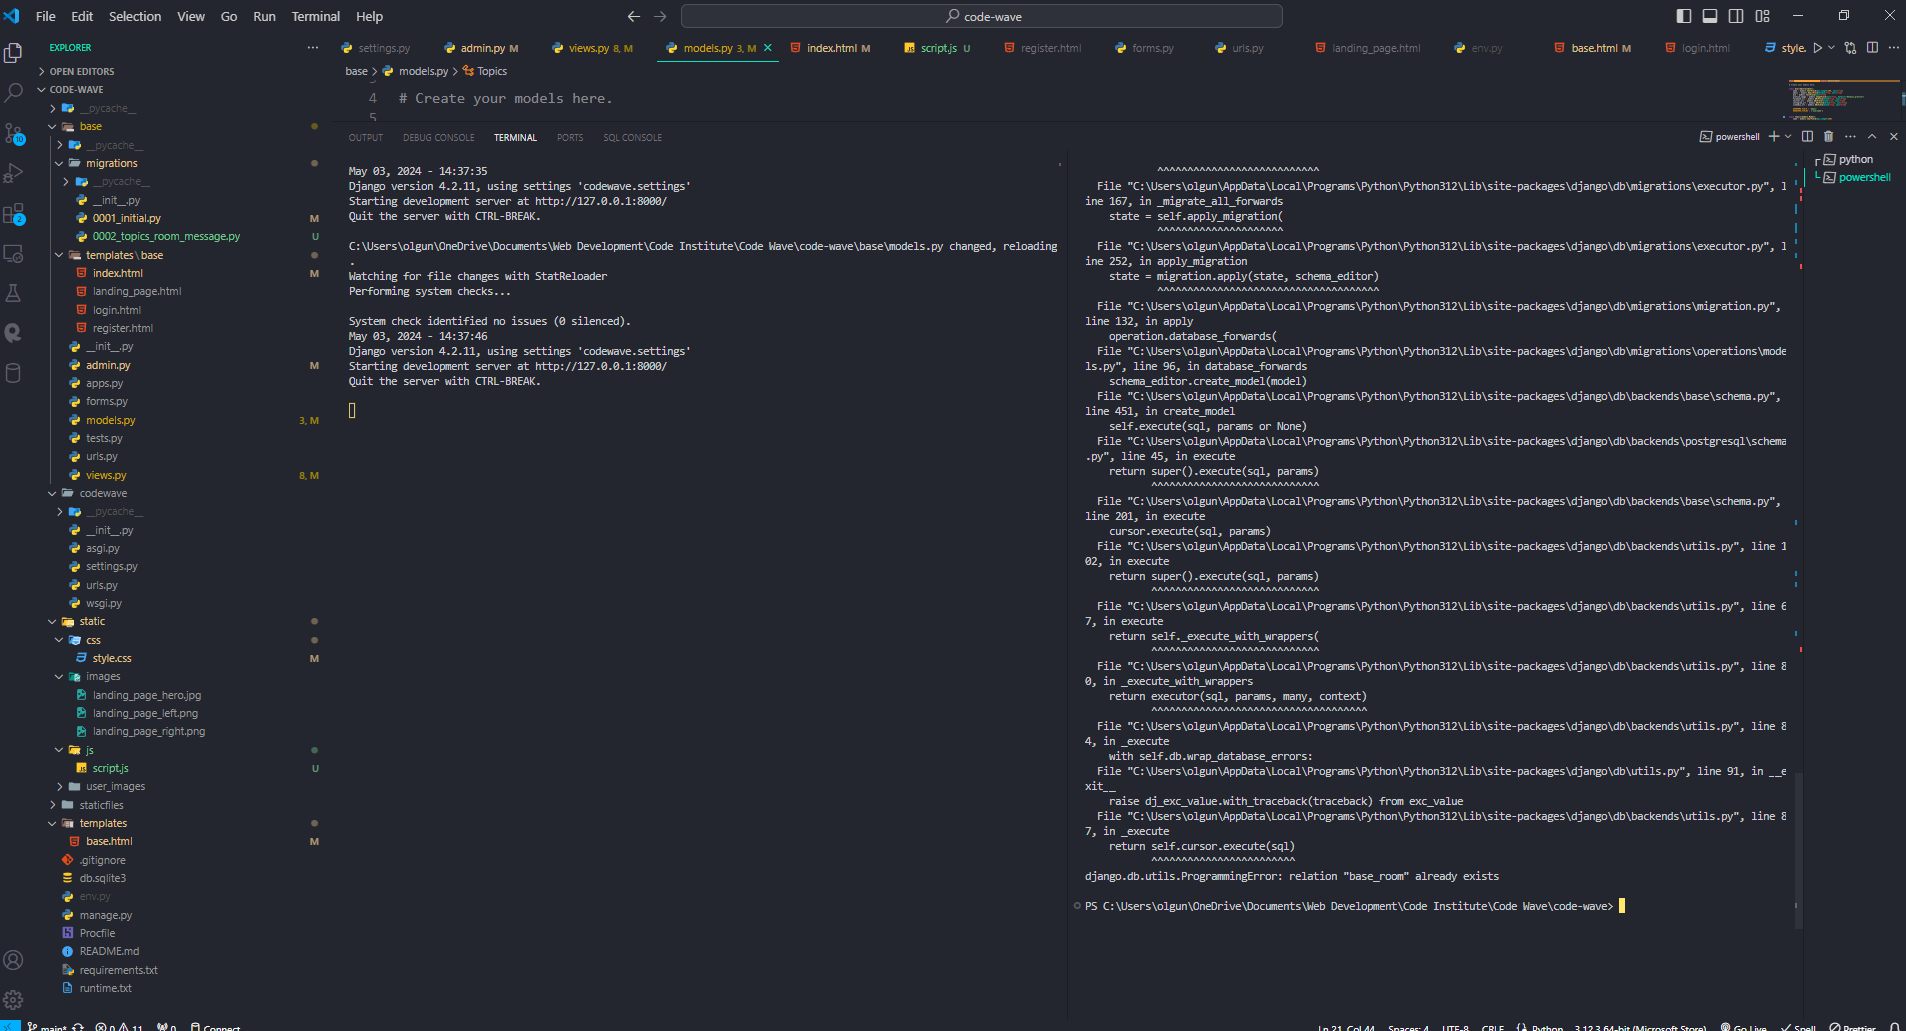 File Edit Selection View Go Run Terminal Help
code-wave
EXPLORER
settings.py
admin.py M
views.py 8, M
models.py 3, M
index.html M
script.js U
register.html
forms.py
urls.py
landing_page.html
env.py
base.html M
login.html
style.
OPEN EDITORS
CODE-WAVE
__pycache__
base
__pycache__
migrations
__pycache__
__init__.py
0001_initial.py M
0002_topics_room_message.py U
templates\base
index.html M
landing_page.html
login.html
register.html
__init__.py
admin.py M
apps.py
forms.py
models.py 3, M
tests.py
urls.py
views.py 8, M
codewave
__pycache__
__init__.py
asgi.py
settings.py
urls.py
wsgi.py
static
css
style.css M
images
landing_page_hero.jpg
landing_page_left.png
landing_page_right.png
js
script.js U
user_images
staticfiles
templates
base.html M
.gitignore
db.sqlite3
env.py
manage.py
Procfile
README.md
requirements.txt
runtime.txt
base > models.py > Topics
4 # Create your models here.
5
OUTPUT DEBUG CONSOLE TERMINAL PORTS SQL CONSOLE
powershell
python
powershell
May 03, 2024 - 14:37:35
Django version 4.2.11, using settings 'codewave.settings'
Starting development server at http://127.0.0.1:8000/
Quit the server with CTRL-BREAK.
C:\Users\olgun\OneDrive\Documents\Web Development\Code Institute\Code Wave\code-wave\base\models.py changed, reloading
.
Watching for file changes with StatReloader
Performing system checks...
System check identified no issues (0 silenced).
May 03, 2024 - 14:37:46
Django version 4.2.11, using settings 'codewave.settings'
Starting development server at http://127.0.0.1:8000/
Quit the server with CTRL-BREAK.
^^^^^^^^^^^^^^^^^^^^^^^^^^^
File "C:\Users\olgun\AppData\Local\Programs\Python\Python312\Lib\site-packages\django\db\migrations\executor.py", l
ine 167, in _migrate_all_forwards
state = self.apply_migration(
^^^^^^^^^^^^^^^^^^^^^
File "C:\Users\olgun\AppData\Local\Programs\Python\Python312\Lib\site-packages\django\db\migrations\executor.py", l
ine 252, in apply_migration
state = migration.apply(state, schema_editor)
^^^^^^^^^^^^^^^^^^^^^^^^^^^^^^^^^^^^^
File "C:\Users\olgun\AppData\Local\Programs\Python\Python312\Lib\site-packages\django\db\migrations\migration.py",
line 132, in apply
operation.database_forwards(
File "C:\Users\olgun\AppData\Local\Programs\Python\Python312\Lib\site-packages\django\db\migrations\operations\mode
ls.py", line 96, in database_forwards
schema_editor.create_model(model)
File "C:\Users\olgun\AppData\Local\Programs\Python\Python312\Lib\site-packages\django\db\backends\base\schema.py",
line 451, in create_model
self.execute(sql, params or None)
File "C:\Users\olgun\AppData\Local\Programs\Python\Python312\Lib\site-packages\django\db\backends\postgresql\schema
.py", line 45, in execute
return super().execute(sql, params)
^^^^^^^^^^^^^^^^^^^^^^^^^^^^
File "C:\Users\olgun\AppData\Local\Programs\Python\Python312\Lib\site-packages\django\db\backends\base\schema.py",
line 201, in execute
cursor.execute(sql, params)
File "C:\Users\olgun\AppData\Local\Programs\Python\Python312\Lib\site-packages\django\db\backends\utils.py", line 1
02, in execute
return super().execute(sql, params)
^^^^^^^^^^^^^^^^^^^^^^^^^^^^
File "C:\Users\olgun\AppData\Local\Programs\Python\Python312\Lib\site-packages\django\db\backends\utils.py", line 6
7, in execute
return self._execute_with_wrappers(
^^^^^^^^^^^^^^^^^^^^^^^^^^^^
File "C:\Users\olgun\AppData\Local\Programs\Python\Python312\Lib\site-packages\django\db\backends\utils.py", line 8
0, in _execute_with_wrappers
return executor(sql, params, many, context)
^^^^^^^^^^^^^^^^^^^^^^^^^^^^^^^^^^^^
File "C:\Users\olgun\AppData\Local\Programs\Python\Python312\Lib\site-packages\django\db\backends\utils.py", line 8
4, in _execute
with self.db.wrap_database_errors:
File "C:\Users\olgun\AppData\Local\Programs\Python\Python312\Lib\site-packages\django\db\utils.py", line 91, in __e
xit__
raise dj_exc_value.with_traceback(traceback) from exc_value
File "C:\Users\olgun\AppData\Local\Programs\Python\Python312\Lib\site-packages\django\db\backends\utils.py", line 8
7, in _execute
return self.cursor.execute(sql)
^^^^^^^^^^^^^^^^^^^^^^^^
django.db.utils.ProgrammingError: relation "base_room" already exists
PS C:\Users\olgun\OneDrive\Documents\Web Development\Code Institute\Code Wave\code-wave>
main* 0 11 0 Connect
Ln 21, Col 44 Spaces: 4 UTF-8 CRLF Python 3.12.3 64-bit (Microsoft Store) Go Live Spell Prettier